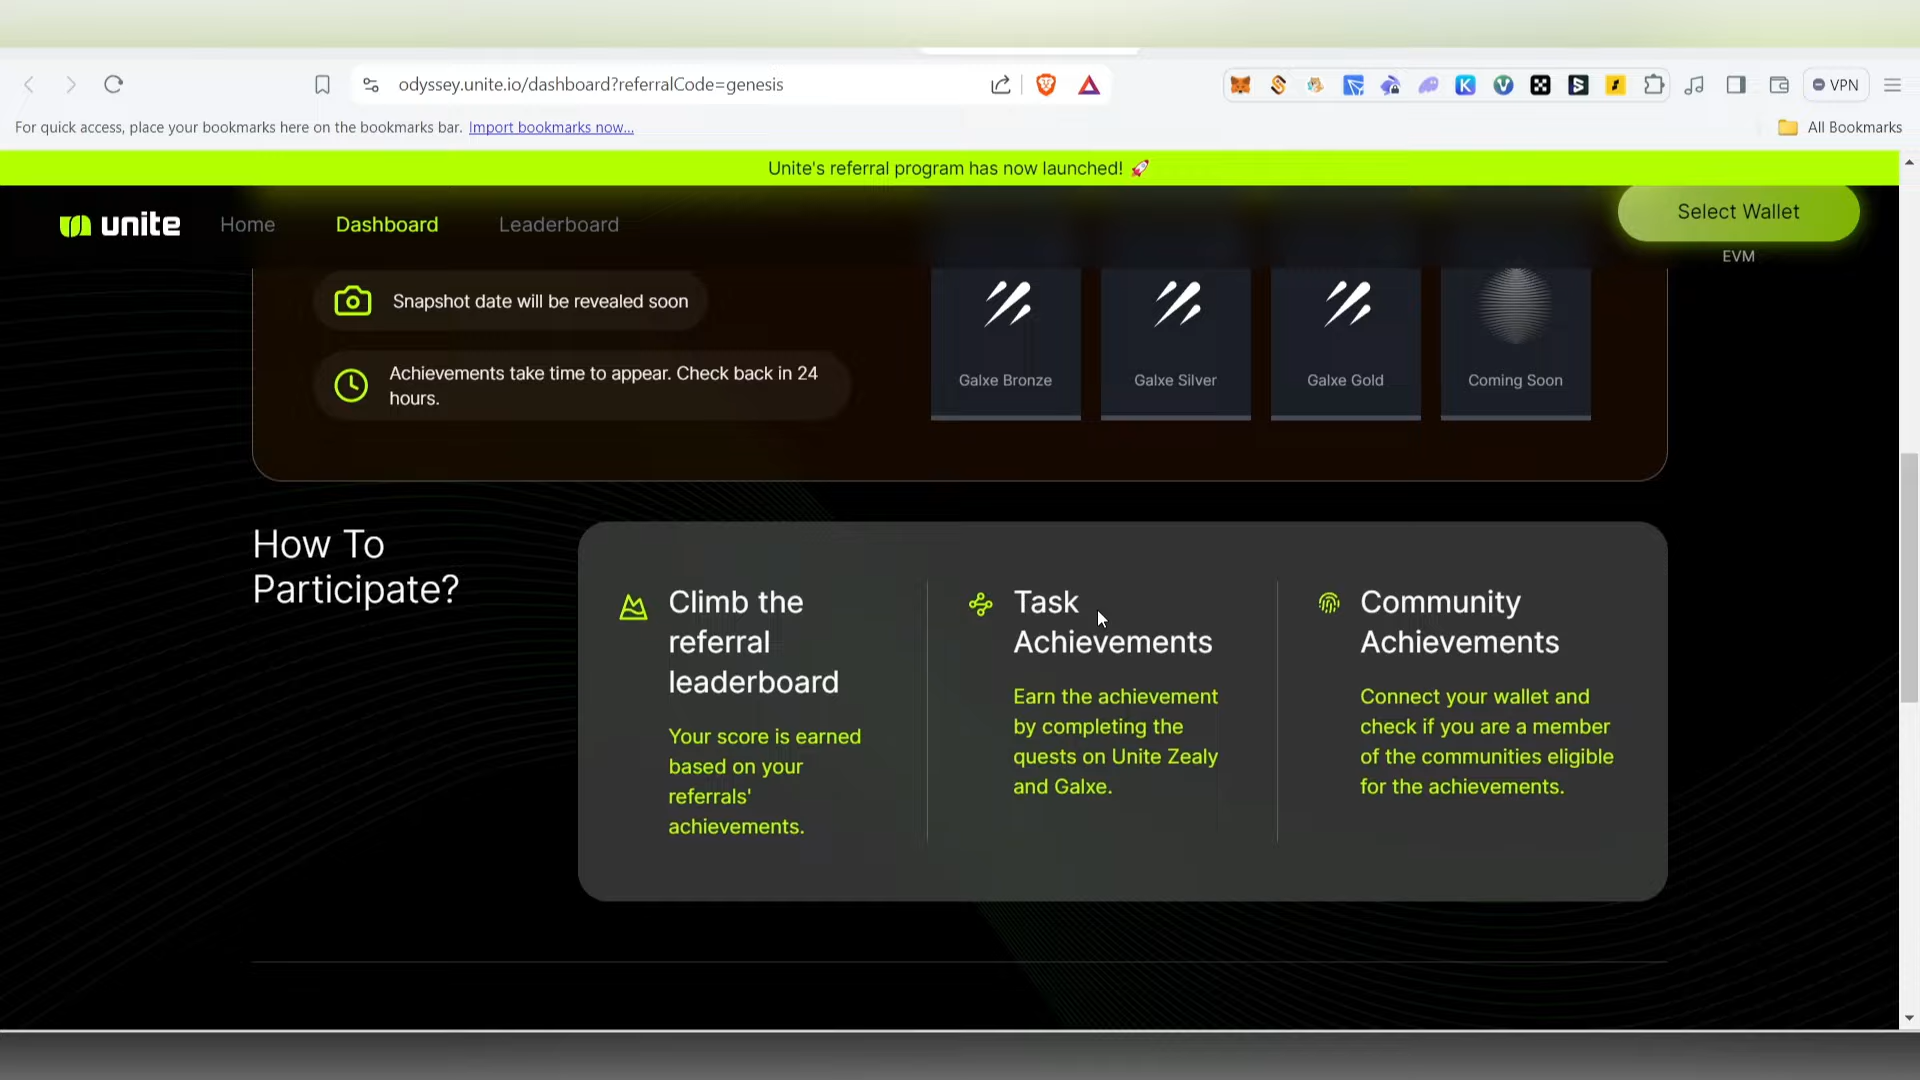 odyssey.unite.io/dashboard?referralCode=genesis
VPN
For quick access, place your bookmarks here on the bookmarks bar. Import bookmarks now...
All Bookmarks
Unite's referral program has now launched! 🚀
unite
Home
Dashboard
Leaderboard
Select Wallet
EVM
Snapshot date will be revealed soon
Achievements take time to appear. Check back in 24
hours.
Galxe Bronze
Galxe Silver
Galxe Gold
Coming Soon
How To
Participate?
Climb the
referral
leaderboard
Your score is earned
based on your
referrals'
achievements.
Task
Achievements
Earn the achievement
by completing the
quests on Unite Zealy
and Galxe.
Community
Achievements
Connect your wallet and
check if you are a member
of the communities eligible
for the achievements.